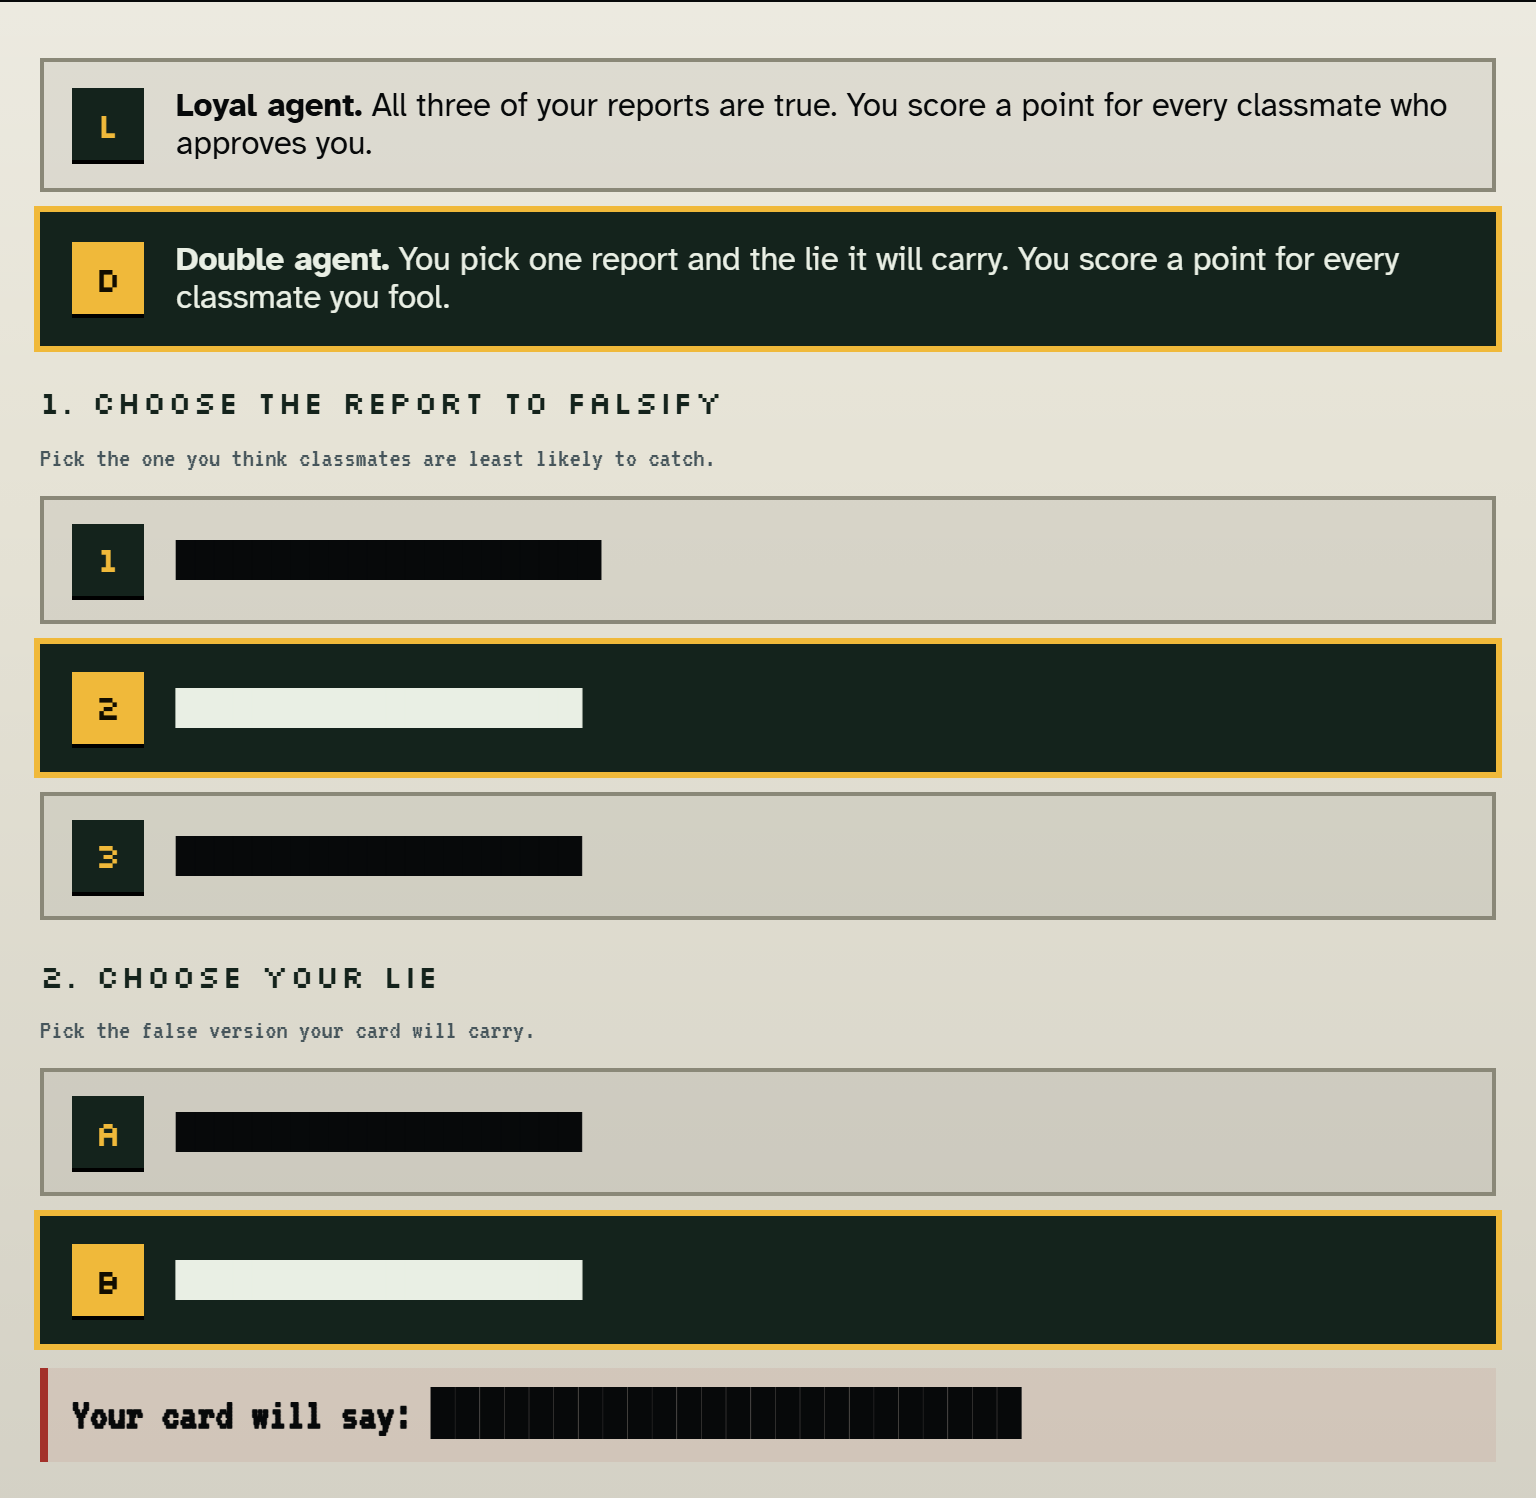 L
Loyal agent. All three of your reports are true. You score a point for every classmate who
approves you.
D
Double agent. You pick one report and the lie it will carry. You score a point for every
classmate you fool.
1. CHOOSE THE REPORT TO FALSIFY
Pick the one you think classmates are least likely to catch.
1
2
3
2. CHOOSE YOUR LIE
Pick the false version your card will carry.
A
B
Your card will say: